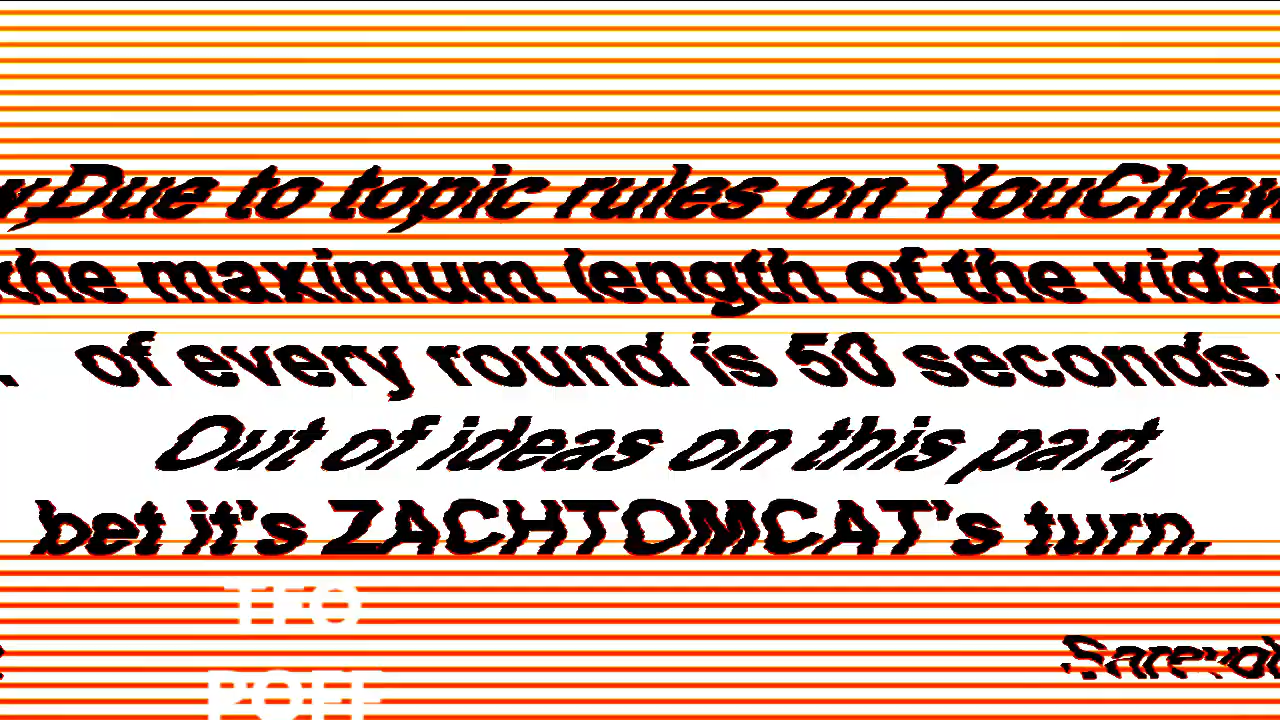 Due to topic rules on YouChew,
the maximum length of the video
of every round is 50 seconds.
Out of ideas on this part,
bet it's ZACHTOMCAT's turn.